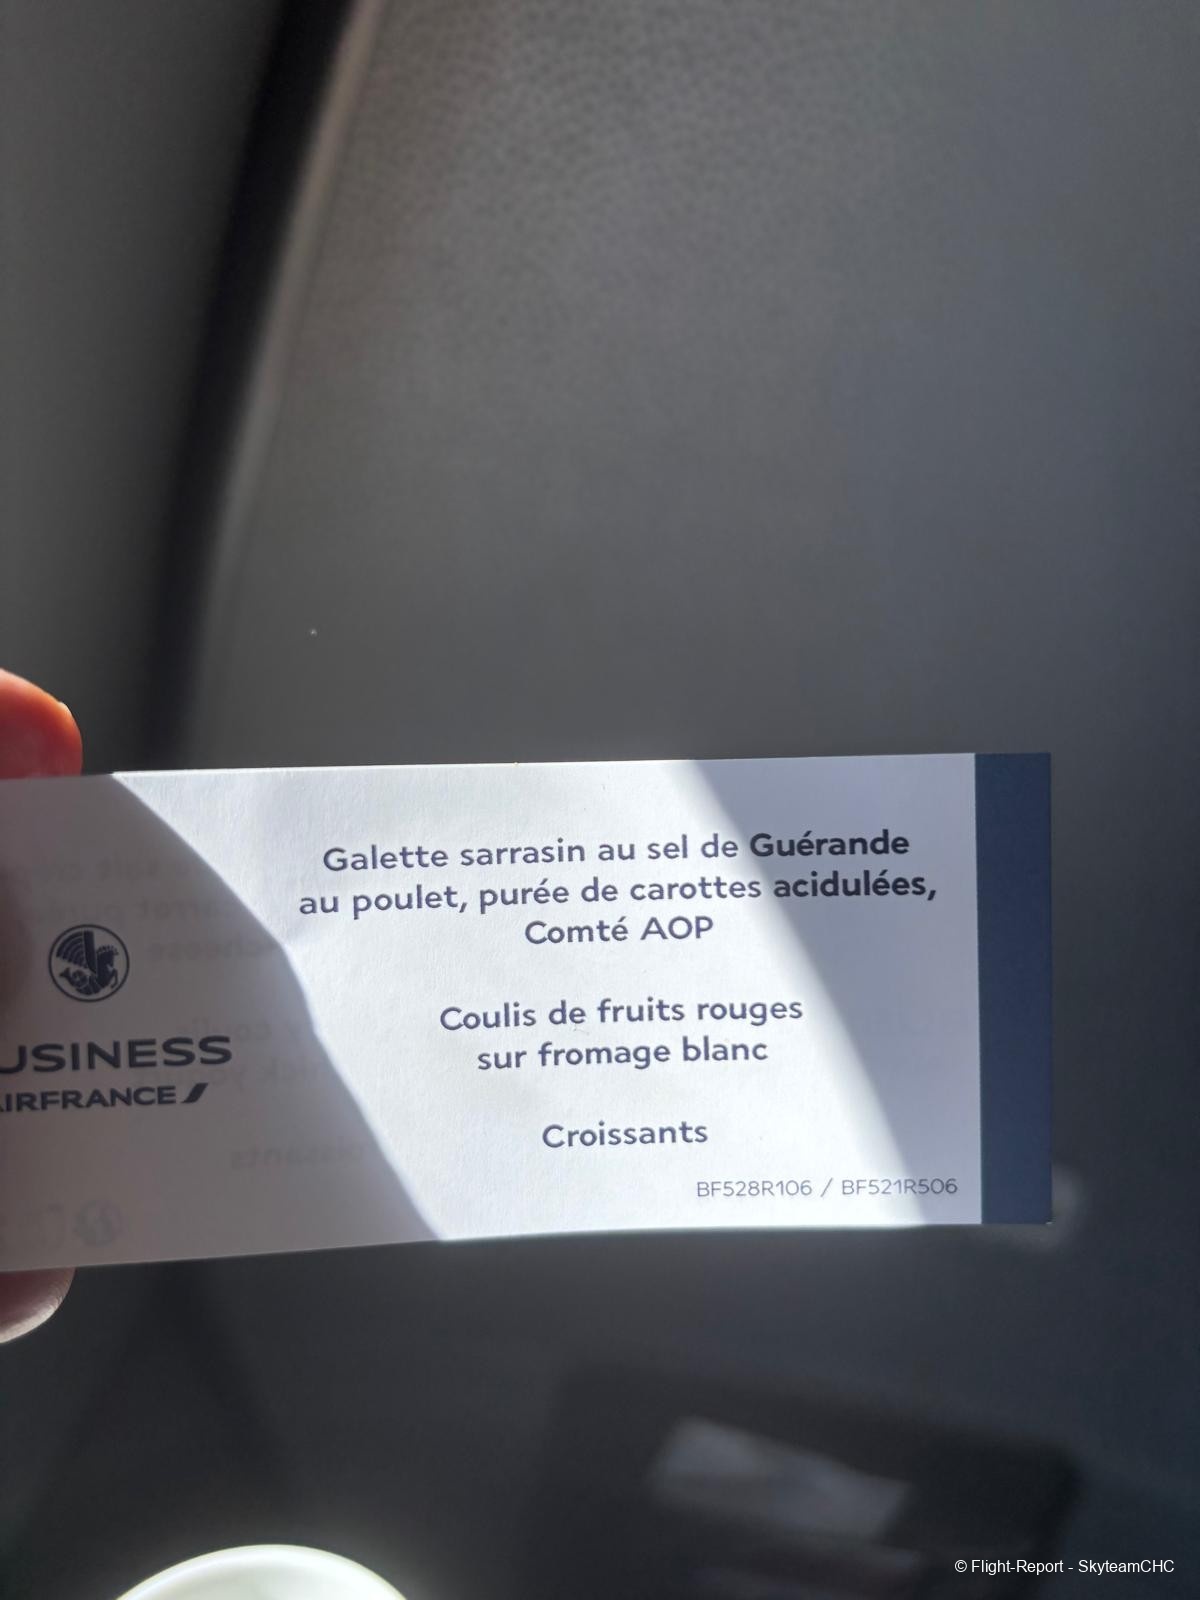 Galette sarrasin au sel de Guérande
au poulet, purée de carottes acidulées,
Comté AOP
Coulis de fruits rouges
sur fromage blanc
Croissants
BF528R106 / BF521R506
USINESS
AIRFRANCE
© Flight-Report - SkyteamCHC